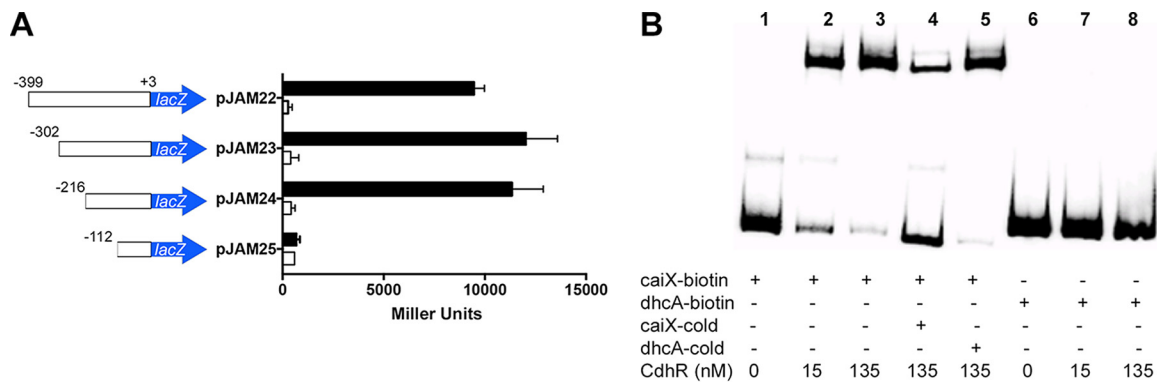 A
-399 +3
lacZ pJAM22
-302
lacZ pJAM23
-216
lacZ pJAM24
-112
lacZ pJAM25
0 5000 10000 15000
Miller Units
B
1 2 3 4 5 6 7 8
caiX-biotin + + + + + - - -
dhcA-biotin - - - - - + + +
caiX-cold - - - + - - - -
dhcA-cold - - - - + - - -
CdhR (nM) 0 15 135 135 135 0 15 135